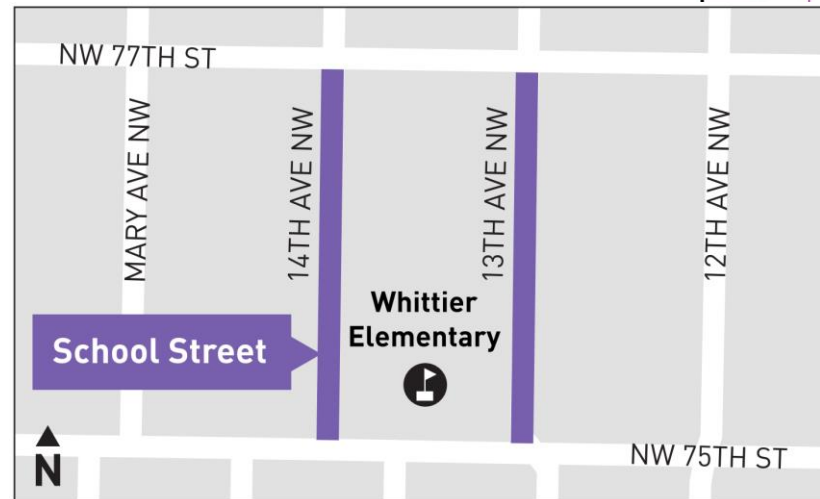 NW 77TH ST
MARY AVE NW
14TH AVE NW
13TH AVE NW
12TH AVE NW
Whittier
Elementary
School Street
N
NW 75TH ST